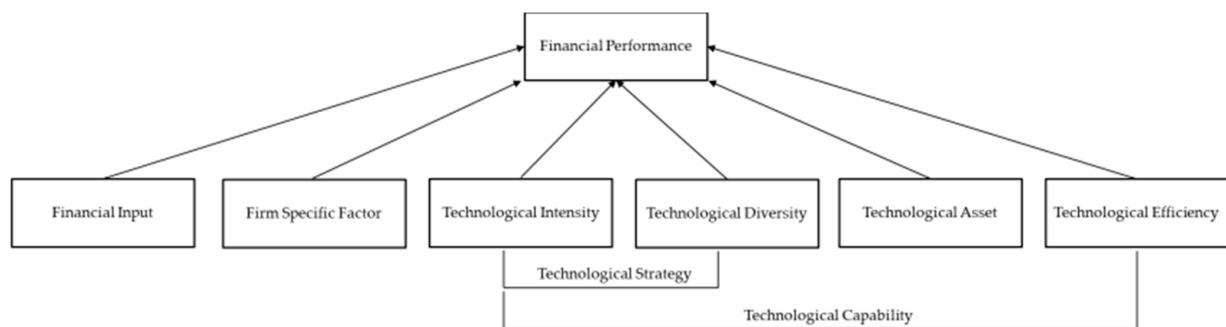 Financial Performance
Financial Input
Firm Specific Factor
Technological Intensity
Technological Diversity
Technological Asset
Technological Efficiency
Technological Strategy
Technological Capability